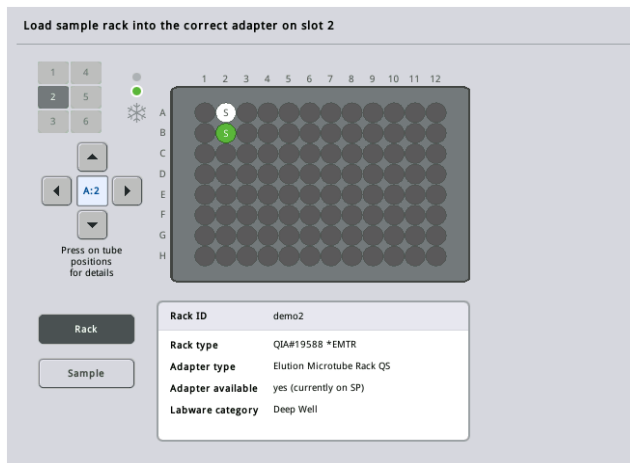 Load sample rack into the correct adapter on slot 2
1 4
2 5
3 6
1 2 3 4 5 6 7 8 9 10 11 12
A S
B S
C
D
E
F
G
H
A:2
Press on tube
positions
for details
Rack
Sample
Rack ID demo2
Rack type QIA#19588 *EMTR
Adapter type Elution Microtube Rack QS
Adapter available yes (currently on SP)
Labware category Deep Well